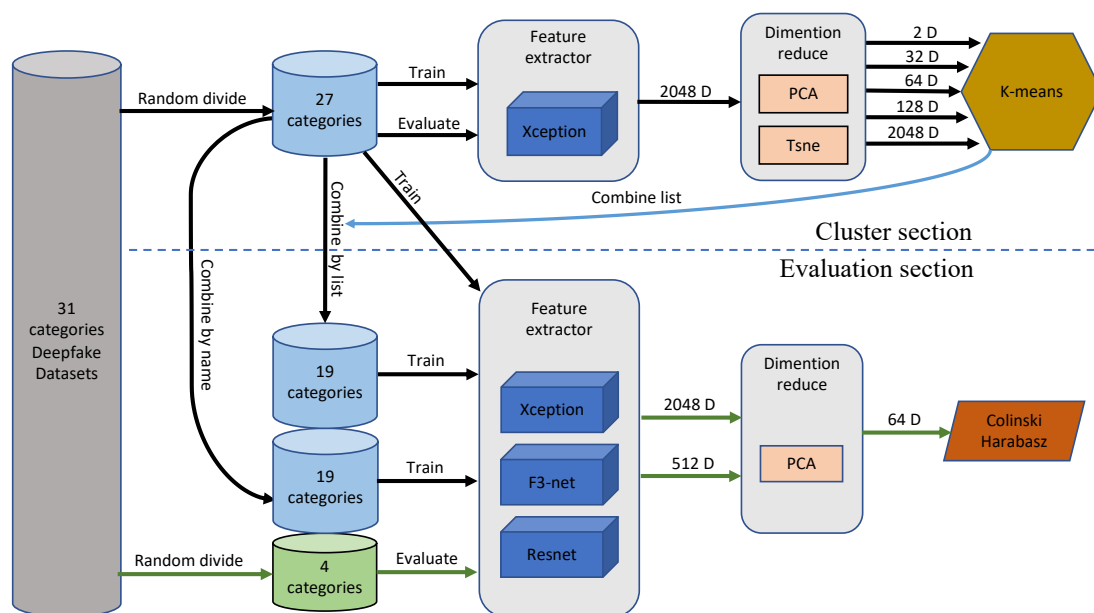 31
categories
Deepfake
Datasets
Random divide
27
categories
Train
Evaluate
Feature
extractor
Xception
2048 D
Dimention
reduce
PCA
Tsne
2 D
32 D
64 D
128 D
2048 D
K-means
Combine list
Combine by list
Train
Combine by name
Cluster section
Evaluation section
19
categories
Train
19
categories
Train
Random divide
4
categories
Evaluate
Feature
extractor
Xception
F3-net
Resnet
2048 D
512 D
Dimention
reduce
PCA
64 D
Colinski
Harabasz